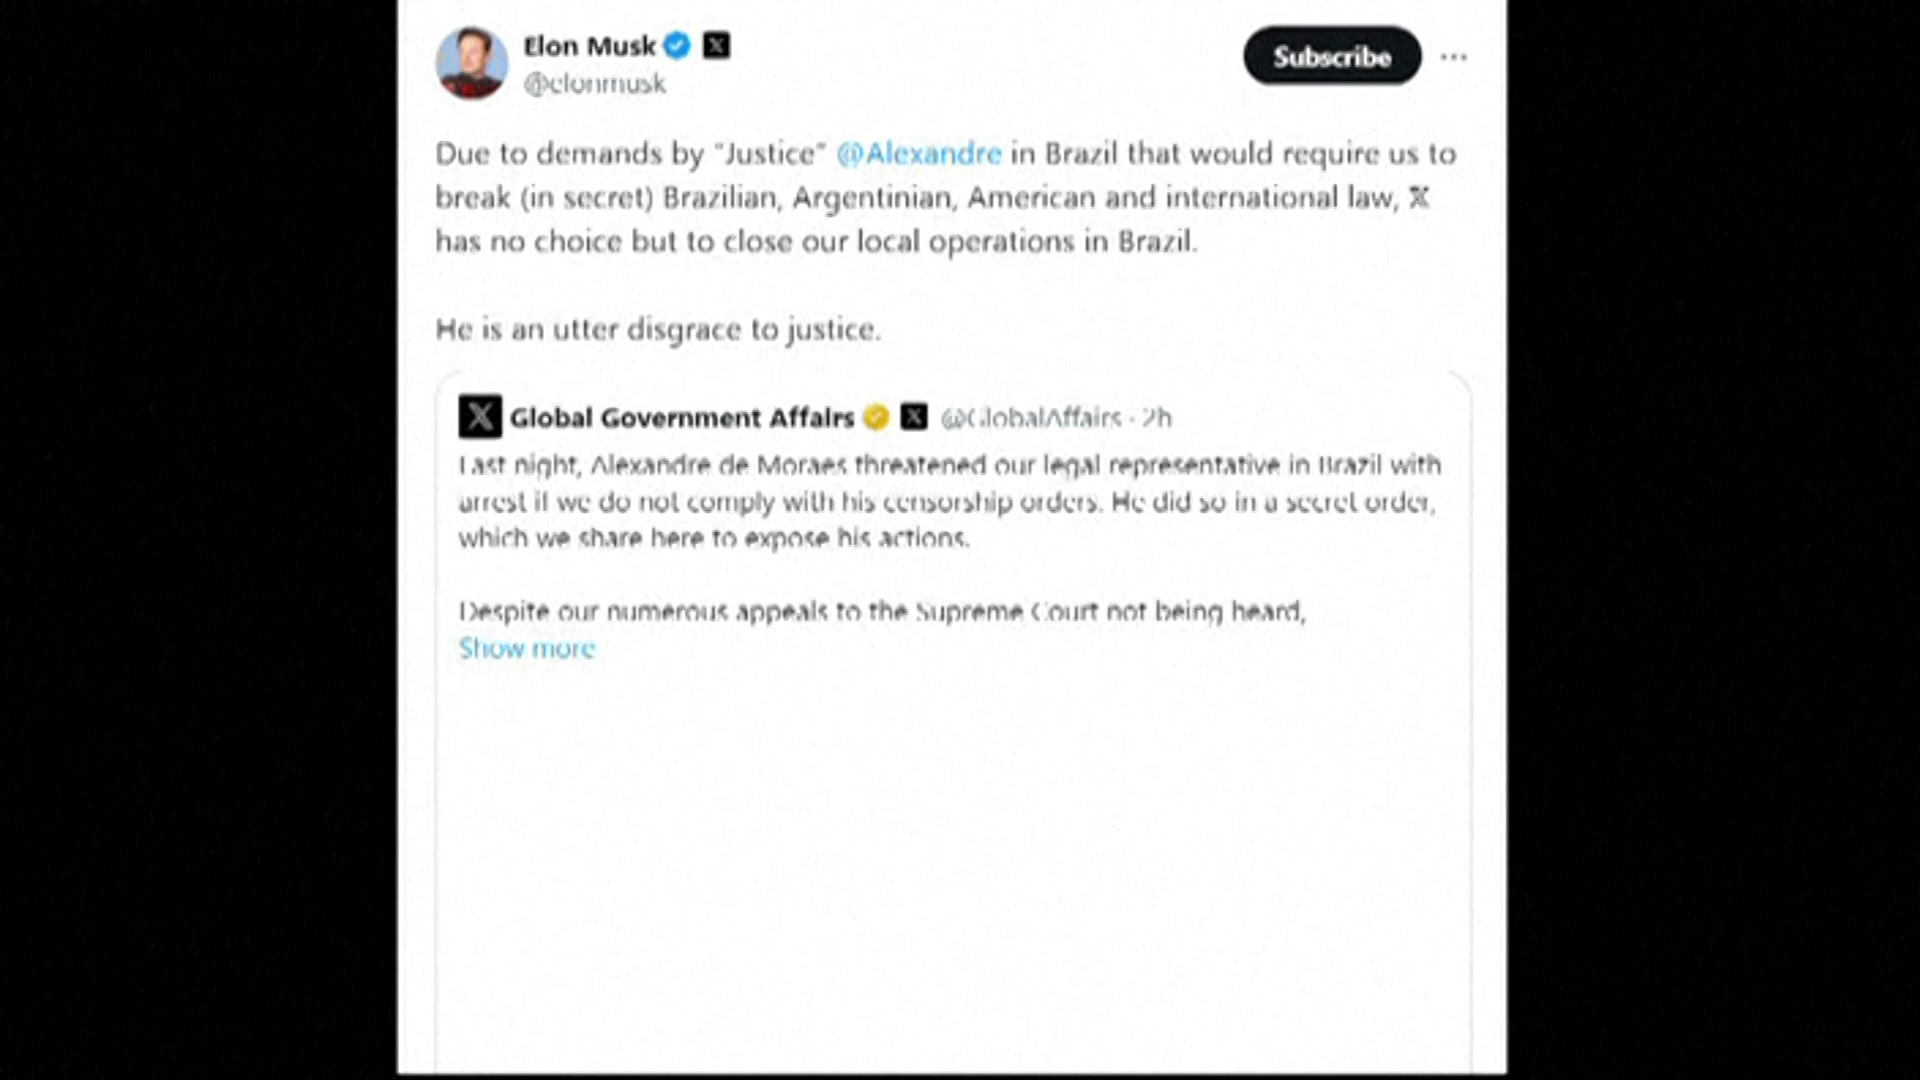 Elon Musk
@elonmusk
Subscribe
Due to demands by "Justice" @Alexandre in Brazil that would require us to
break (in secret) Brazilian, Argentinian, American and international law, 𝕏
has no choice but to close our local operations in Brazil.
He is an utter disgrace to justice.
Global Government Affairs @GlobalAffairs · 2h
Last night, Alexandre de Moraes threatened our legal representative in Brazil with
arrest if we do not comply with his censorship orders. He did so in a secret order,
which we share here to expose his actions.
Despite our numerous appeals to the Supreme Court not being heard,
Show more